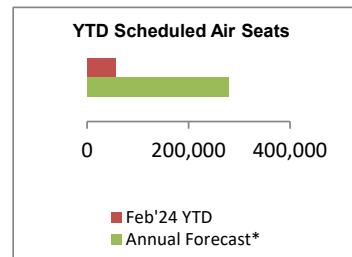 YTD Scheduled Air Seats
0 200,000 400,000
Feb'24 YTD
Annual Forecast*